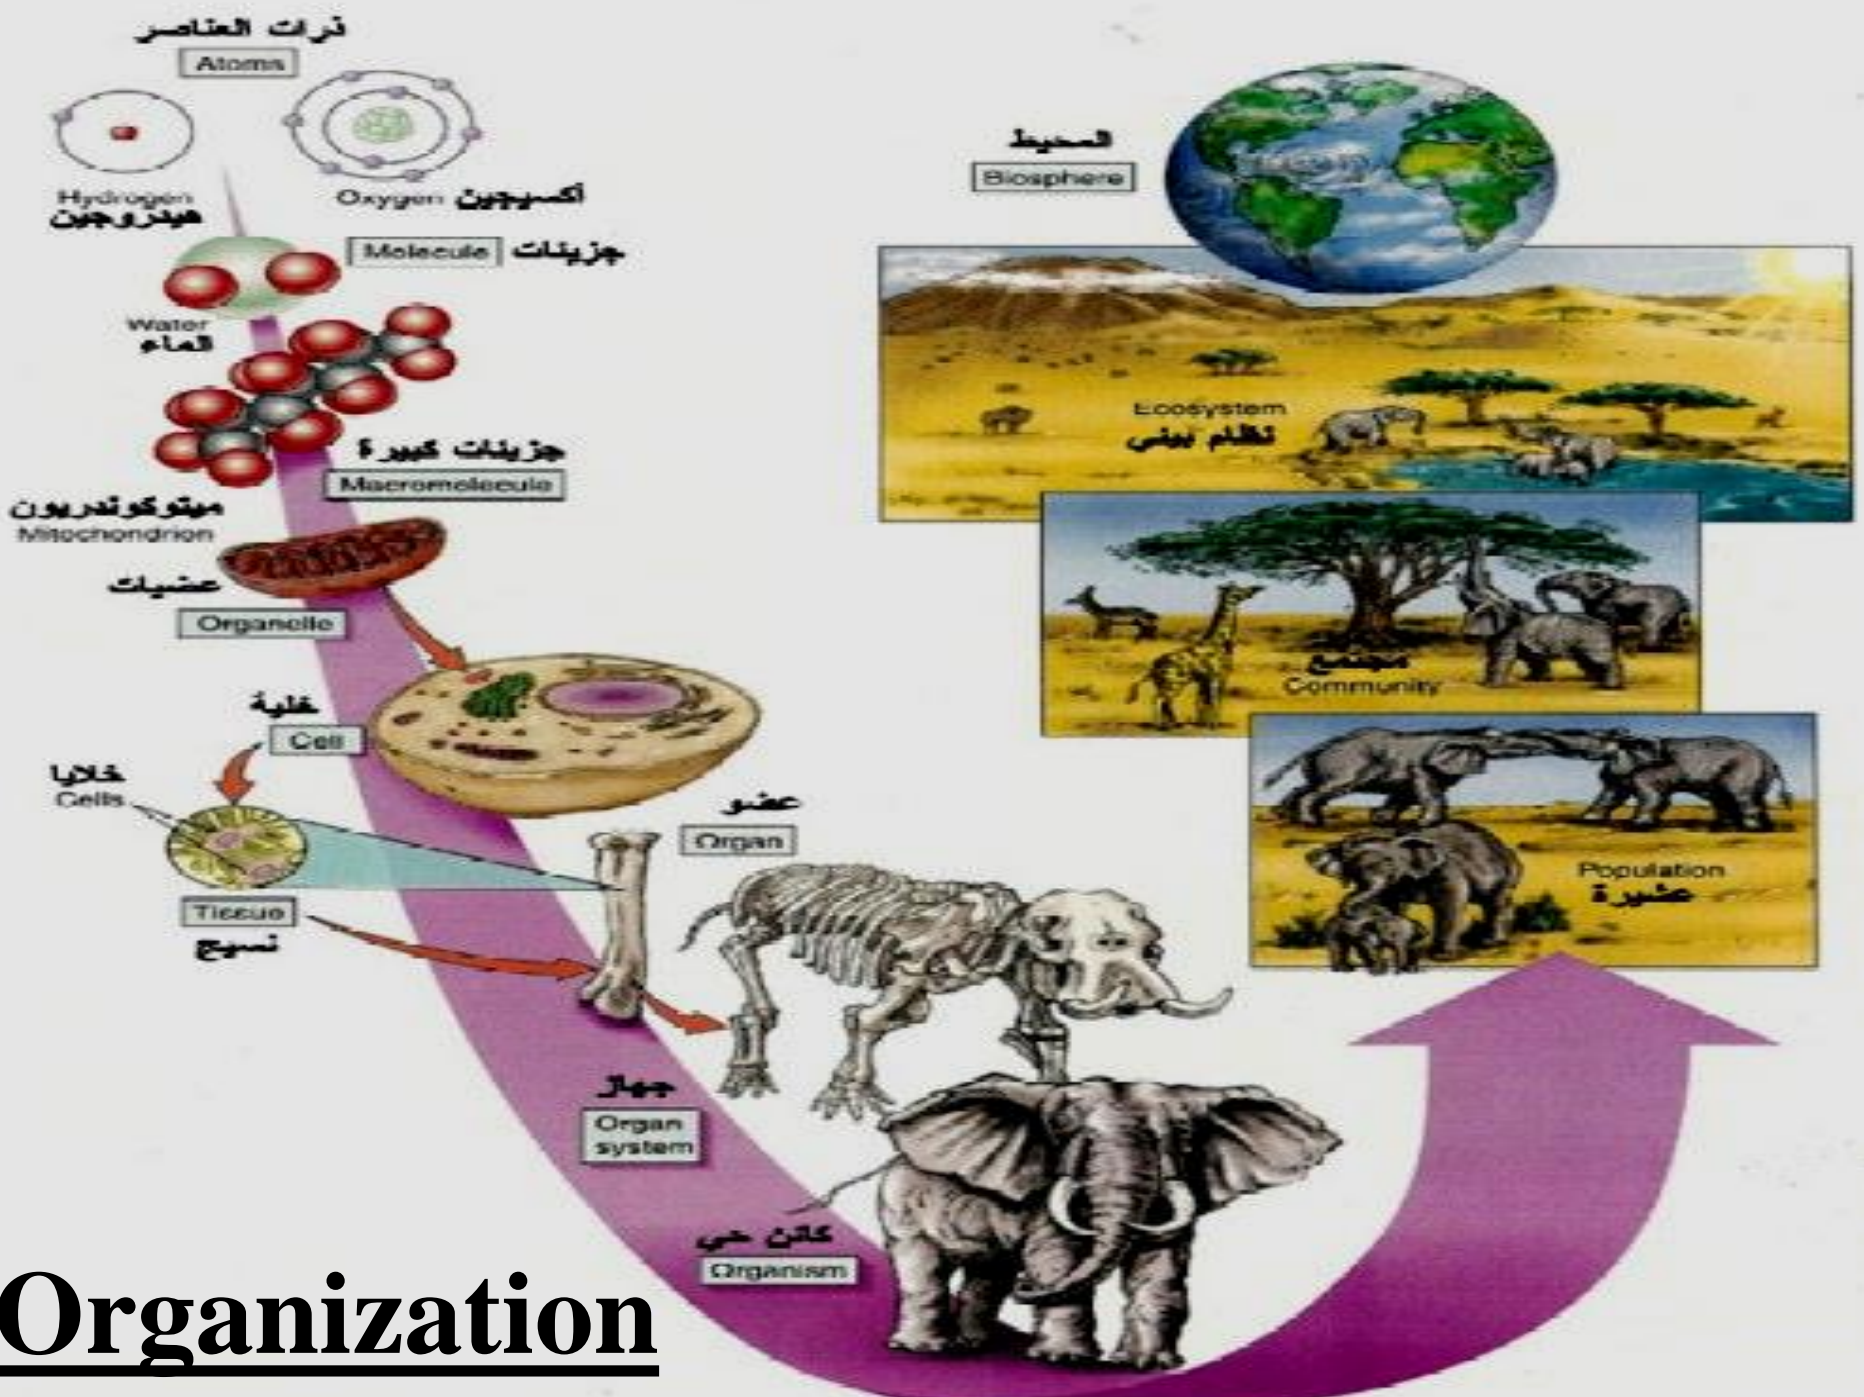 ذرات العناصر
Atoms
Hydrogen
هيدروجين
Oxygen أكسيجين
Molecule جزيئات
Water
الماء
جزيئات كبيرة
Macromolecule
ميتوكوندريون
Mitochondrion
عضيات
Organelle
خلية
Cell
خلايا
Cells
Tissue
نسيج
عضو
Organ
جهاز
Organ
system
كائن حي
Organism
Population
عشيرة
مجتمع
Community
Ecosystem
نظام بيئي
المحيط
Biosphere
Organization